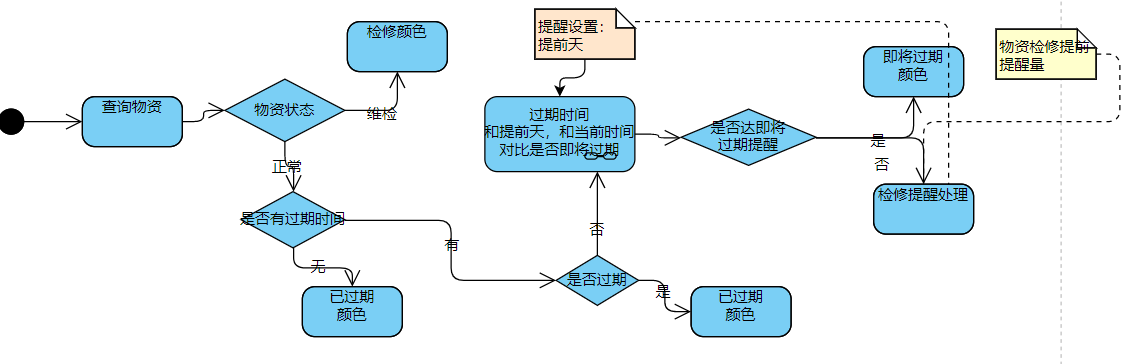 检修颜色
提醒设置：
提前天
物资检修提前
提醒量
即将过期
颜色
查询物资
物资状态
维检
过期时间
和提前天，和当前时间
对比是否即将过期
是否达即将
过期提醒
是
否
正常
检修提醒处理
是否有过期时间
有
否
无
是否过期
是
已过期
颜色
已过期
颜色